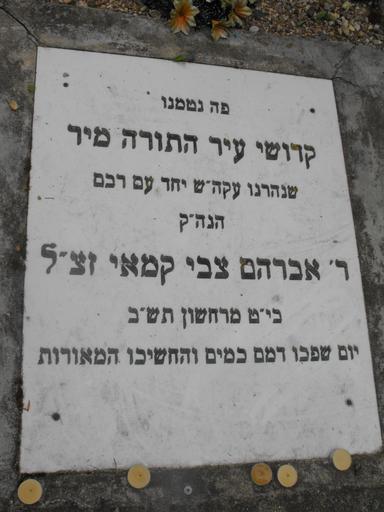 פה נטמנו
קדושי עיר התורה מיר
שנהרגו עקה״ש יחד עם רבם
הגה״ק
ר׳ אברהם צבי קמאי זצ״ל
בי״ט מרחשון תש״ב
יום שפכו דמם כמים והחשיכו המאורות